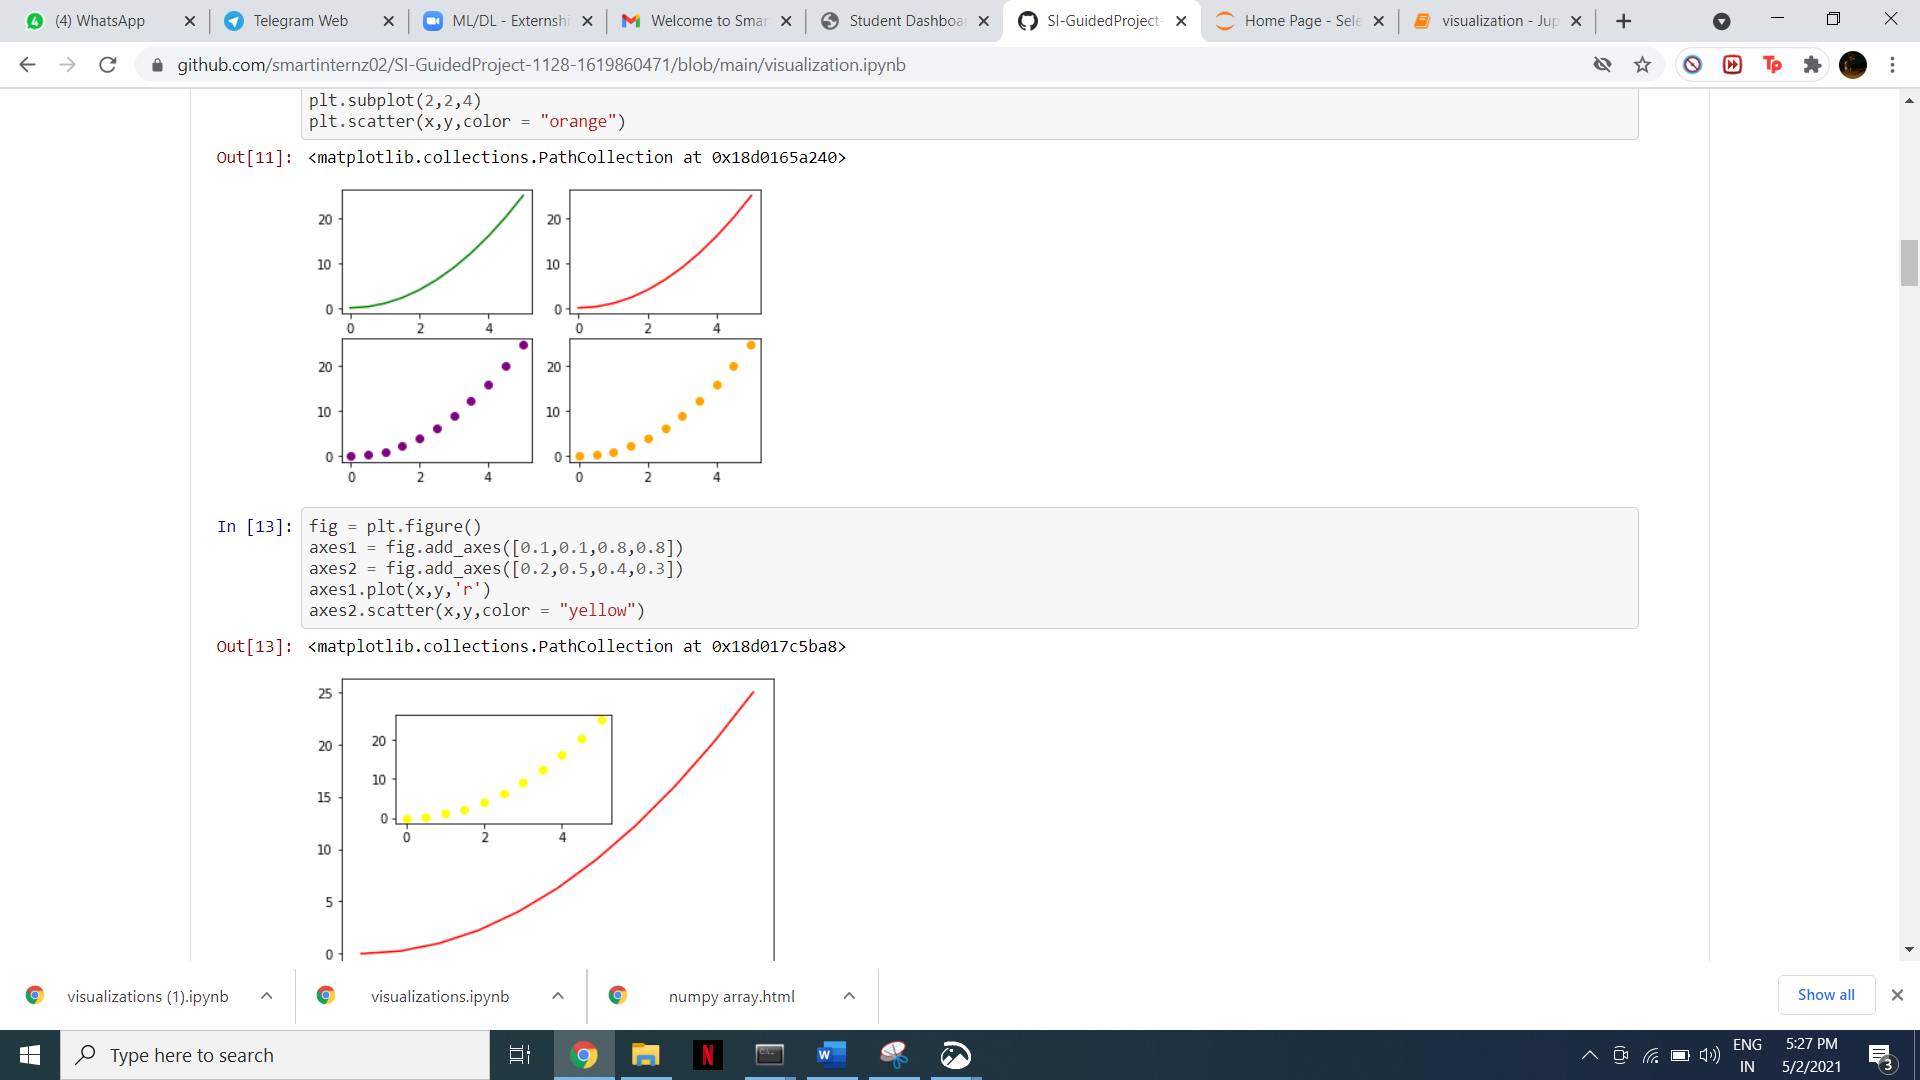 (4) WhatsApp
Telegram Web
ML/DL - Externshi
Welcome to Smar
Student Dashboar
SI-GuidedProject-
Home Page - Sele
visualization - Jup
github.com/smartinternz02/SI-GuidedProject-1128-1619860471/blob/main/visualization.ipynb
Tp
plt.subplot(2,2,4)
plt.scatter(x,y,color = "orange")
Out[11]: <matplotlib.collections.PathCollection at 0x18d0165a240>
20
10
0
0 2 4
20
10
0
0 2 4
20
10
0
0 2 4
20
10
0
0 2 4
In [13]: fig = plt.figure()
axes1 = fig.add_axes([0.1,0.1,0.8,0.8])
axes2 = fig.add_axes([0.2,0.5,0.4,0.3])
axes1.plot(x,y,'r')
axes2.scatter(x,y,color = "yellow")
Out[13]: <matplotlib.collections.PathCollection at 0x18d017c5ba8>
25
20
15
10
5
0
20
10
0
0 2 4
visualizations (1).ipynb
visualizations.ipynb
numpy array.html
Show all
Type here to search
N
W
ENG
IN
5:27 PM
5/2/2021
3